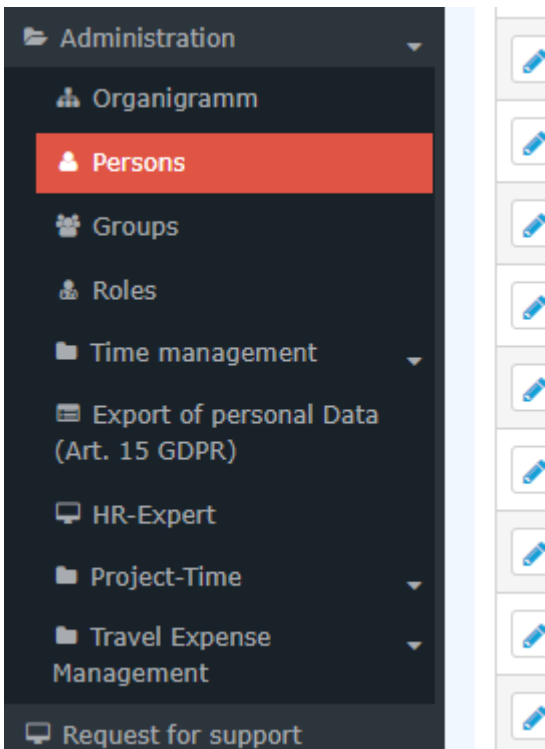 Administration
Organigramm
Persons
Groups
Roles
Time management
Export of personal Data
(Art. 15 GDPR)
HR-Expert
Project-Time
Travel Expense
Management
Request for support